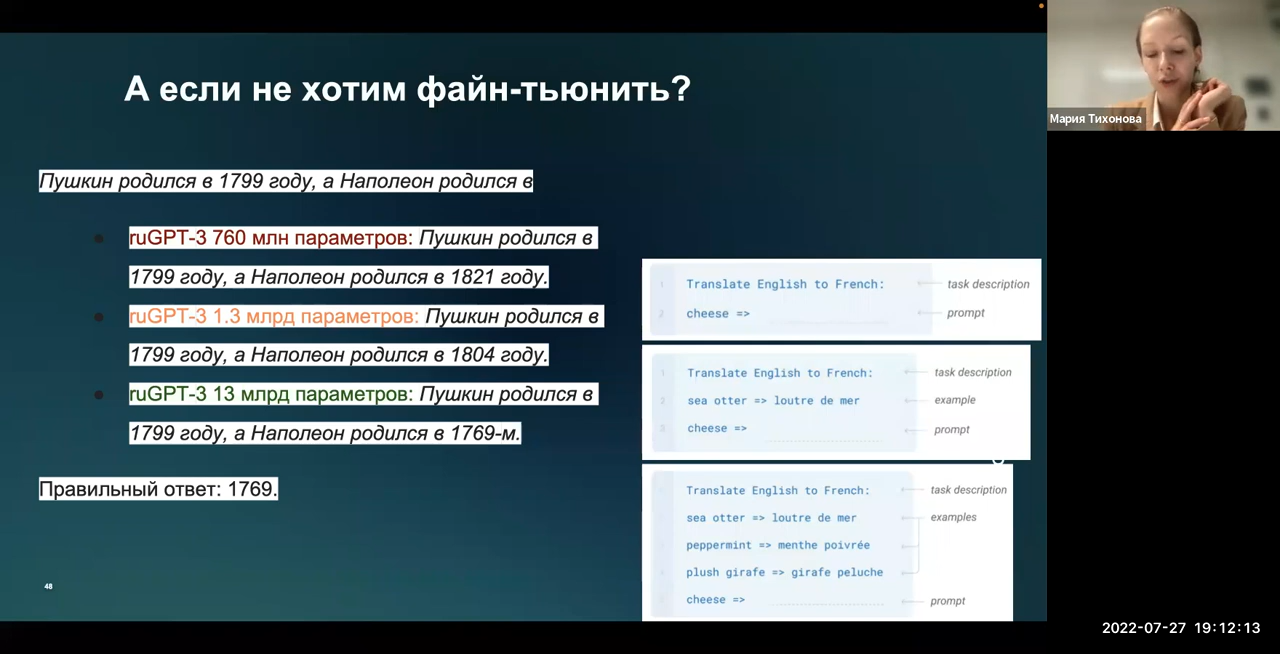 А если не хотим файн-тьюнить?
Мария Тихонова
Пушкин родился в 1799 году, а Наполеон родился в
ruGPT-3 760 млн параметров: Пушкин родился в
1799 году, а Наполеон родился в 1821 году.
ruGPT-3 1.3 млрд параметров: Пушкин родился в
1799 году, а Наполеон родился в 1804 году.
ruGPT-3 13 млрд параметров: Пушкин родился в
1799 году, а Наполеон родился в 1769-м.
Правильный ответ: 1769.
48
1 Translate English to French: task description
2 cheese => prompt
1 Translate English to French: task description
2 sea otter => loutre de mer example
3 cheese => prompt
Translate English to French: task description
sea otter => loutre de mer examples
peppermint => menthe poivrée
plush girafe => girafe peluche
cheese => prompt
2022-07-27 19:12:13